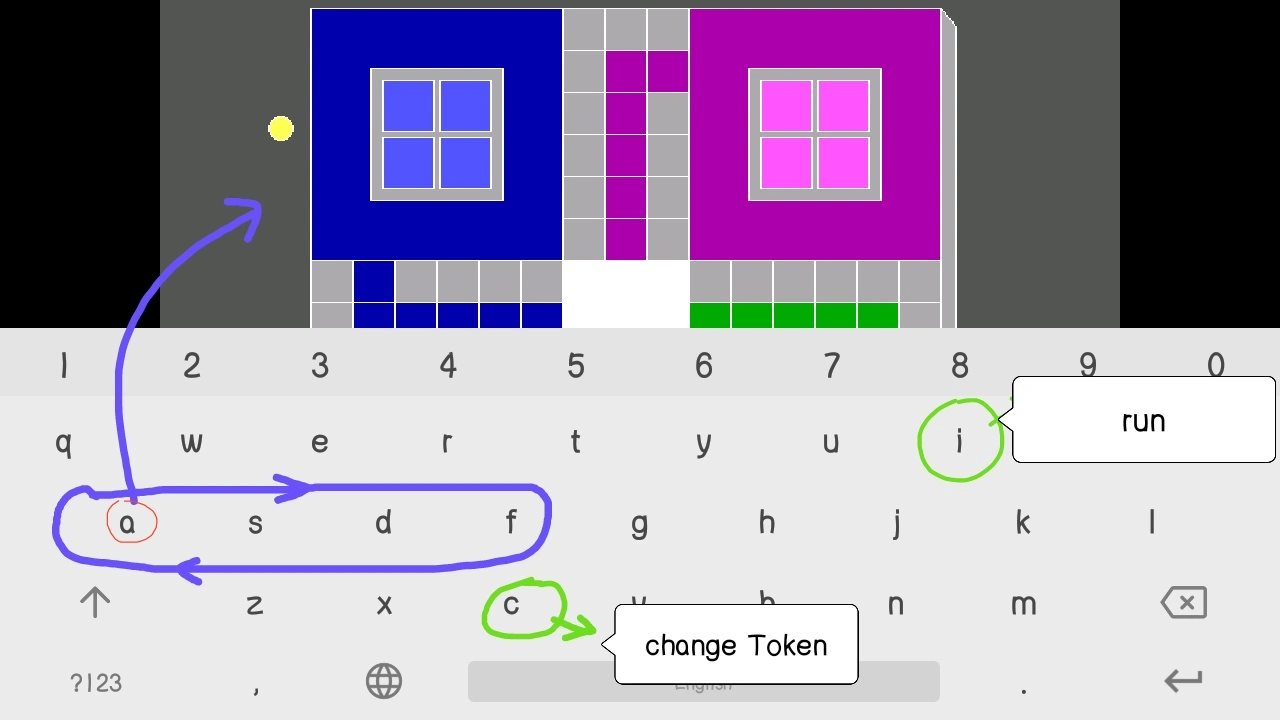 1 2 3 4 5 6 7 8 9 0
q w e r t y u i
run
a s d f g h j k l
z x c v b n m
change Token
?123 , English .